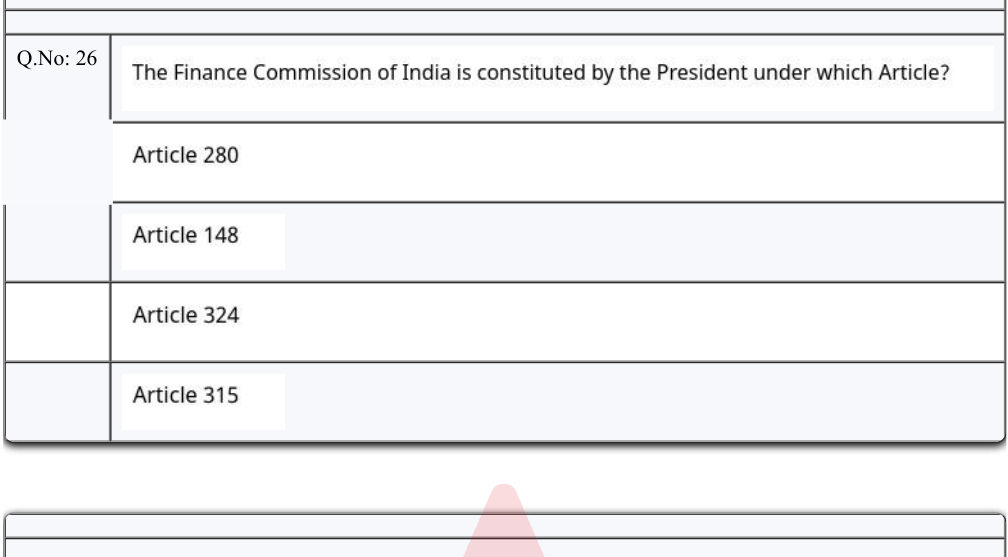 Q.No: 26
The Finance Commission of India is constituted by the President under which Article?
Article 280
Article 148
Article 324
Article 315